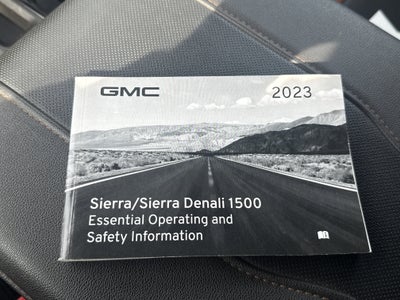 GMC
2023
Sierra/Sierra Denali 1500
Essential Operating and
Safety Information